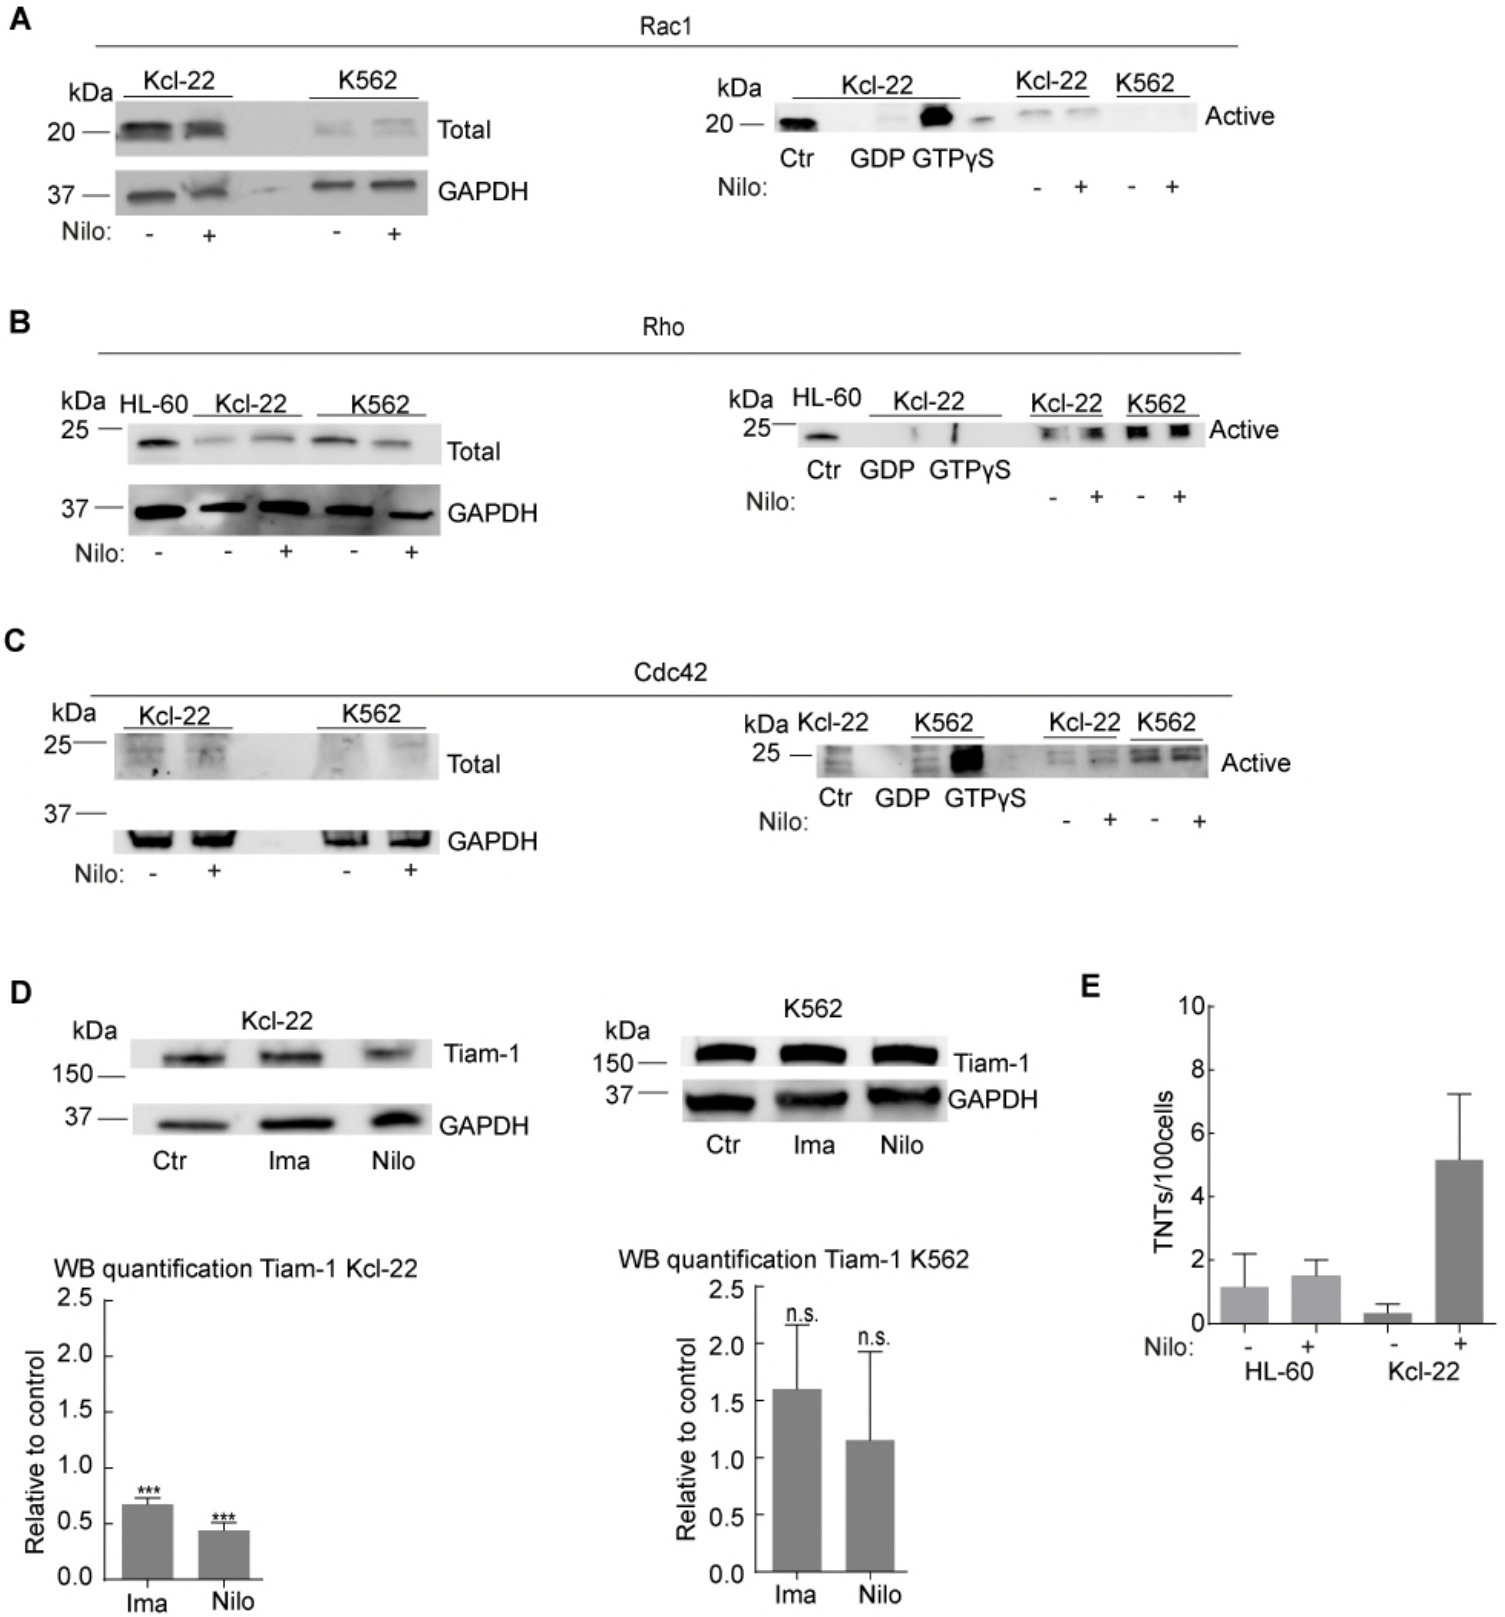 A
Rac1
kDa Kcl-22 K562
20 Total
37 GAPDH
Nilo: - + - +
kDa Kcl-22 Kcl-22 K562
20 Active
Ctr GDP GTPγS
Nilo: - + - +
B
Rho
kDa HL-60 Kcl-22 K562
25 Total
37 GAPDH
Nilo: - - + - +
kDa HL-60 Kcl-22 Kcl-22 K562
25 Active
Ctr GDP GTPγS
Nilo: - + - +
C
Cdc42
kDa Kcl-22 K562
25 Total
37 GAPDH
Nilo: - + - +
kDa Kcl-22 K562 Kcl-22 K562
25 Active
Ctr GDP GTPγS
Nilo: - + - +
D
Kcl-22
kDa
Tiam-1
150
37 GAPDH
Ctr Ima Nilo
K562
kDa
150 Tiam-1
37 GAPDH
Ctr Ima Nilo
WB quantification Tiam-1 Kcl-22
Relative to control
2.5
2.0
1.5
1.0
0.5
0.0
*** ***
Ima Nilo
WB quantification Tiam-1 K562
Relative to control
2.5
2.0
1.5
1.0
0.5
0.0
n.s. n.s.
Ima Nilo
E
TNTs/100cells
10
8
6
4
2
0
Nilo: - + - +
HL-60 Kcl-22